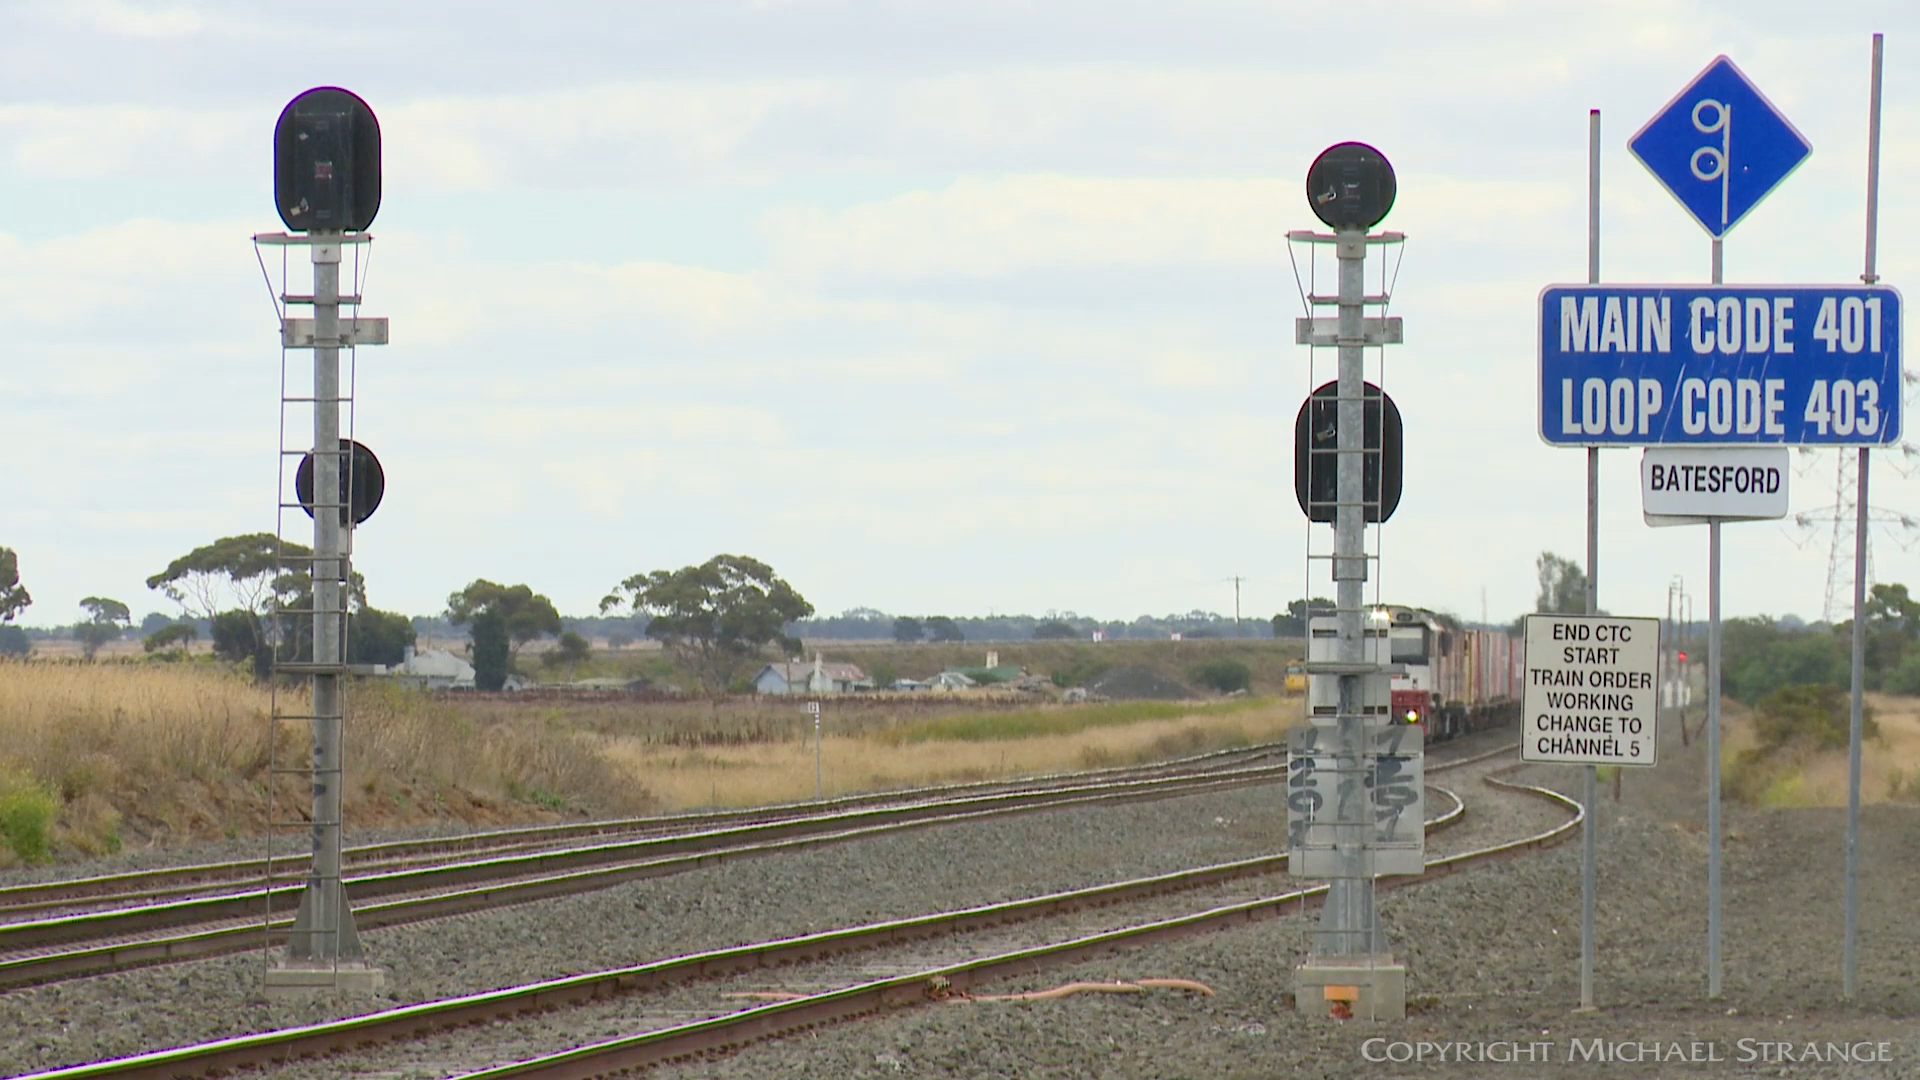 MAIN CODE 401
LOOP CODE 403
BATESFORD
END CTC
START
TRAIN ORDER
WORKING
CHANGE TO
CHANNEL 5
COPYRIGHT MICHAEL STRANGE